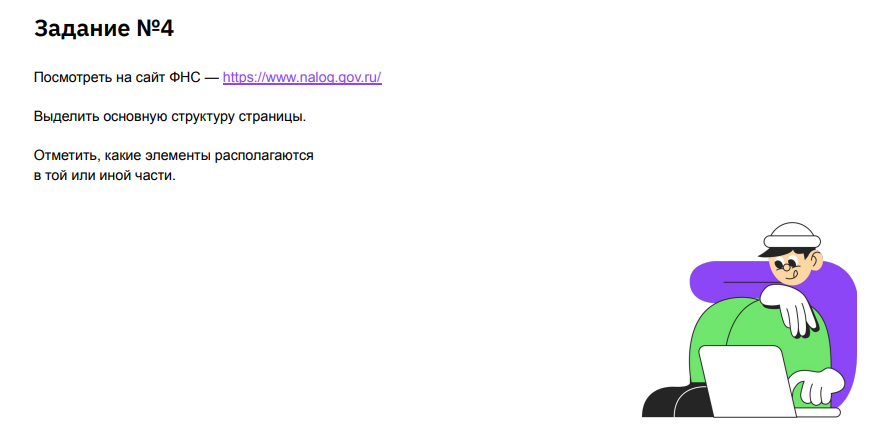 Задание №4
Посмотреть на сайт ФНС — https://www.nalog.gov.ru/
Выделить основную структуру страницы.
Отметить, какие элементы располагаются
в той или иной части.